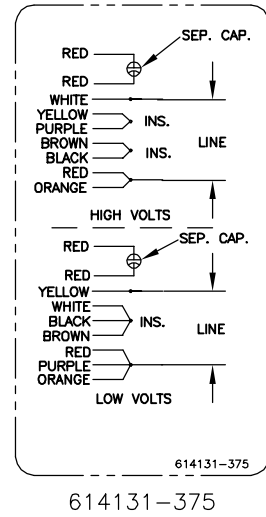 RED
SEP. CAP.
RED
WHITE
YELLOW
PURPLE
INS.
BROWN
BLACK
INS.
LINE
RED
ORANGE
HIGH VOLTS
RED
SEP. CAP.
RED
YELLOW
WHITE
BLACK
INS.
BROWN
LINE
RED
PURPLE
ORANGE
LOW VOLTS
614131-375
614131-375